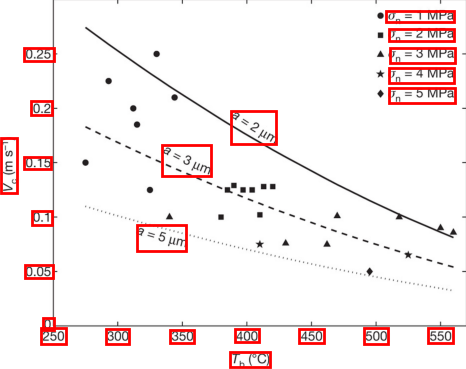 σn = 1 MPa
σn = 2 MPa
σn = 3 MPa
σn = 4 MPa
σn = 5 MPa
0.25
0.2
0.15
0.1
0.05
0
Vc (m s⁻¹)
a = 2 μm
a = 3 μm
a = 5 μm
250 300 350 400 450 500 550
Tb (°C)